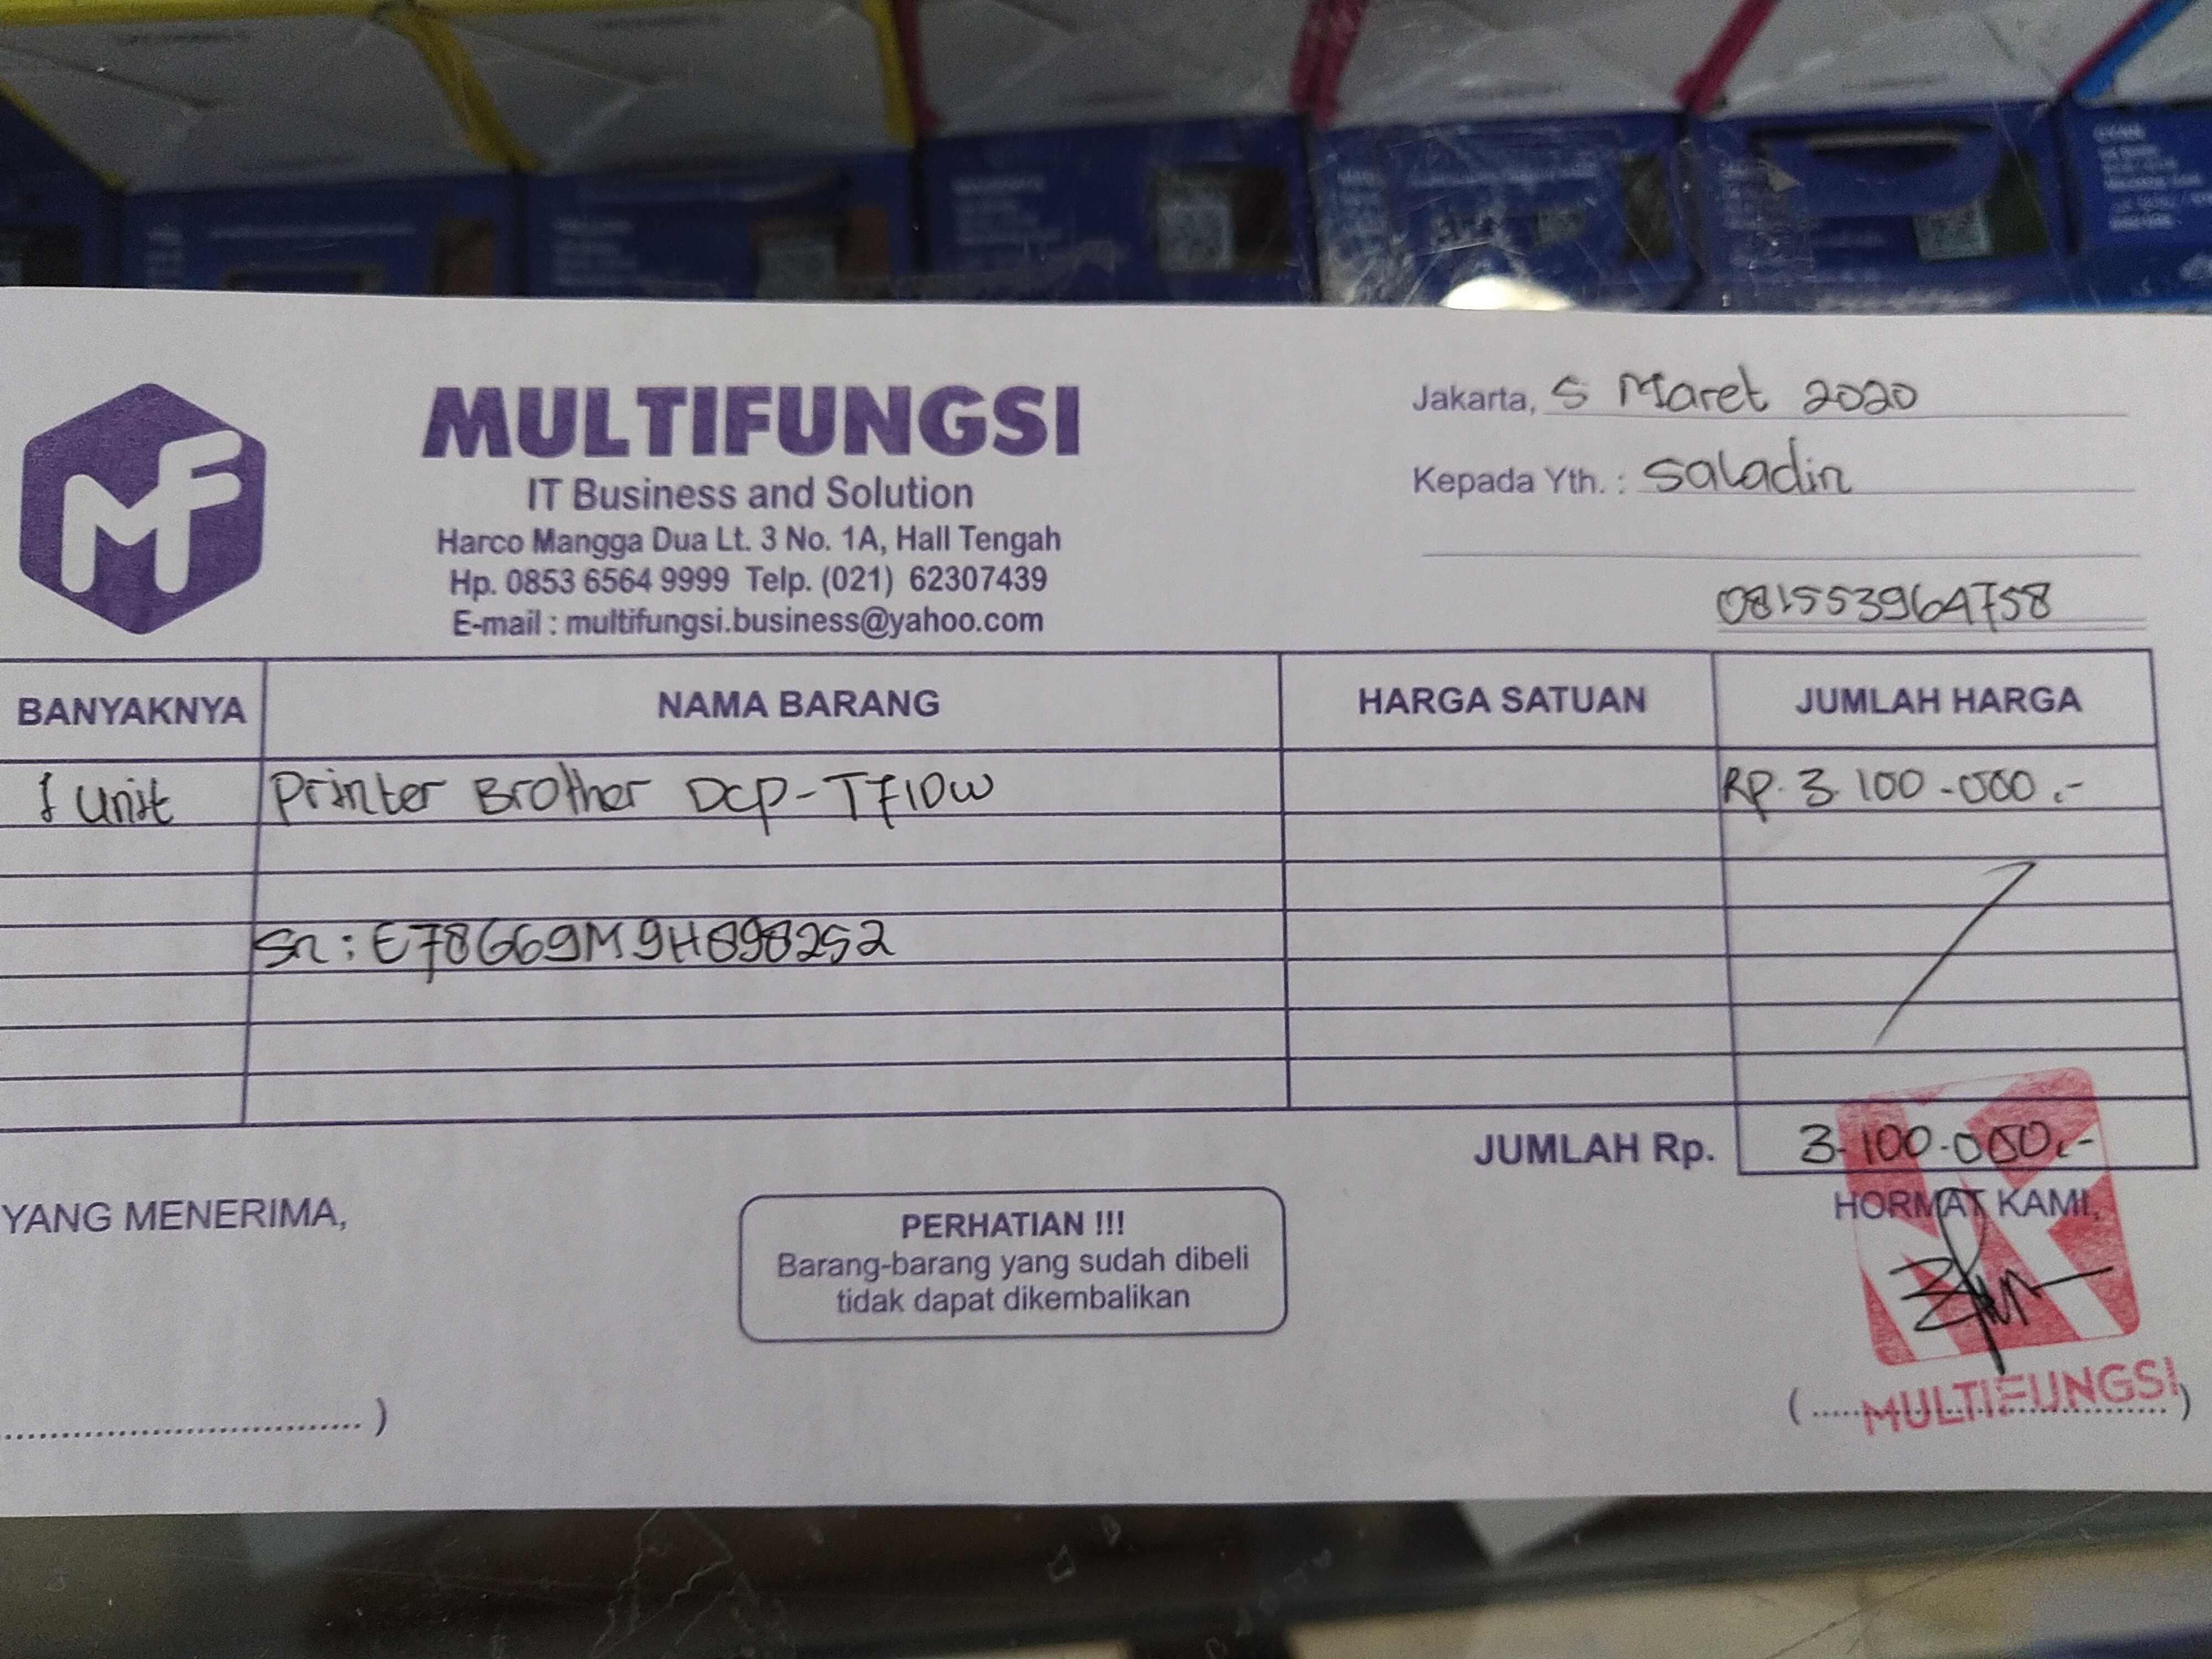 MF
MULTIFUNGSI
IT Business and Solution
Harco Mangga Dua Lt. 3 No. 1A, Hall Tengah
Hp. 0853 6564 9999 Telp. (021) 62307439
E-mail : multifungsi.business@yahoo.com
Jakarta, 5 Maret 2020
Kepada Yth. : Saladin
081553964758
BANYAKNYA NAMA BARANG HARGA SATUAN JUMLAH HARGA
1 Unit Printer Brother DCP-T710W Rp. 3.100.000.-
Sn : E78669M9H898252
JUMLAH Rp. 3.100.000.-
YANG MENERIMA,
PERHATIAN !!!
Barang-barang yang sudah dibeli
tidak dapat dikembalikan
HORMAT KAMI,
MULTIFUNGSI